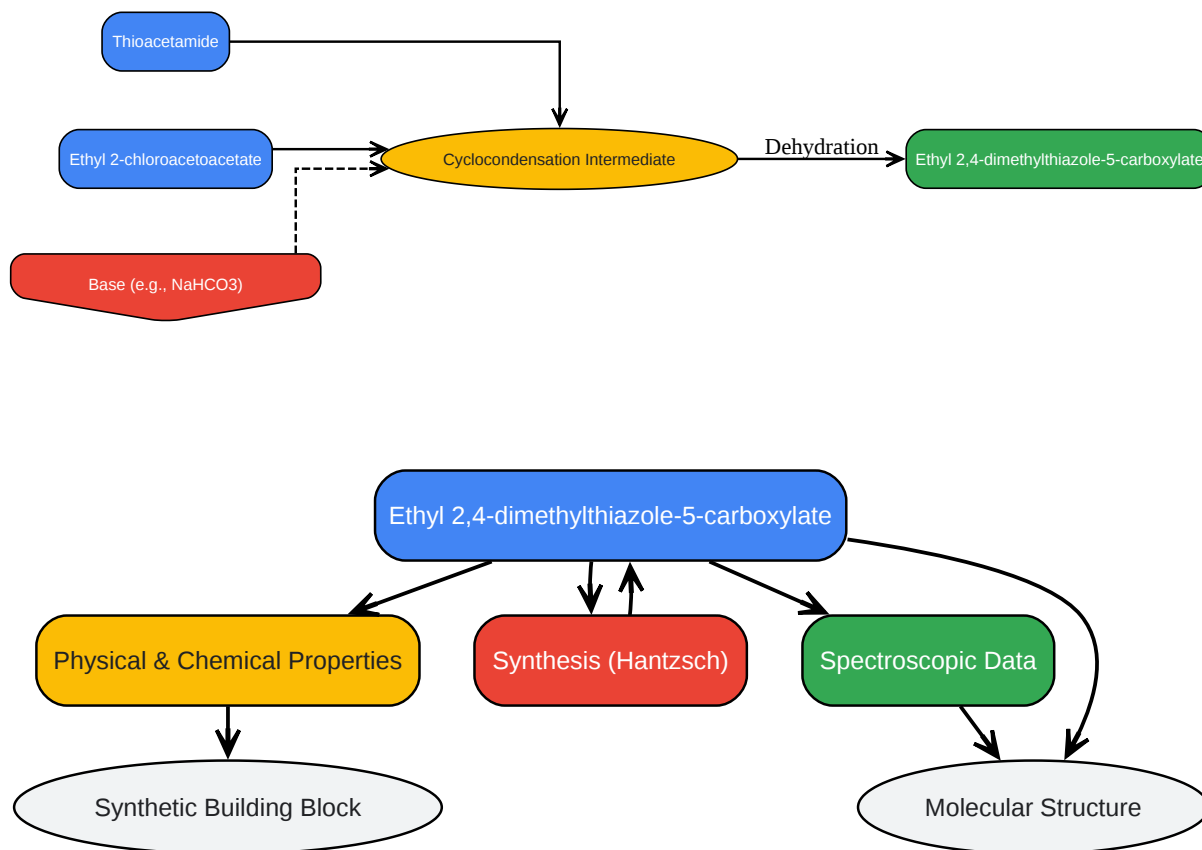 Thioacetamide
Ethyl 2-chloroacetoacetate
Cyclocondensation Intermediate
Dehydration
Ethyl 2,4-dimethylthiazole-5-carboxylate
Base (e.g., NaHCO3)
Ethyl 2,4-dimethylthiazole-5-carboxylate
Physical & Chemical Properties
Synthesis (Hantzsch)
Spectroscopic Data
Synthetic Building Block
Molecular Structure